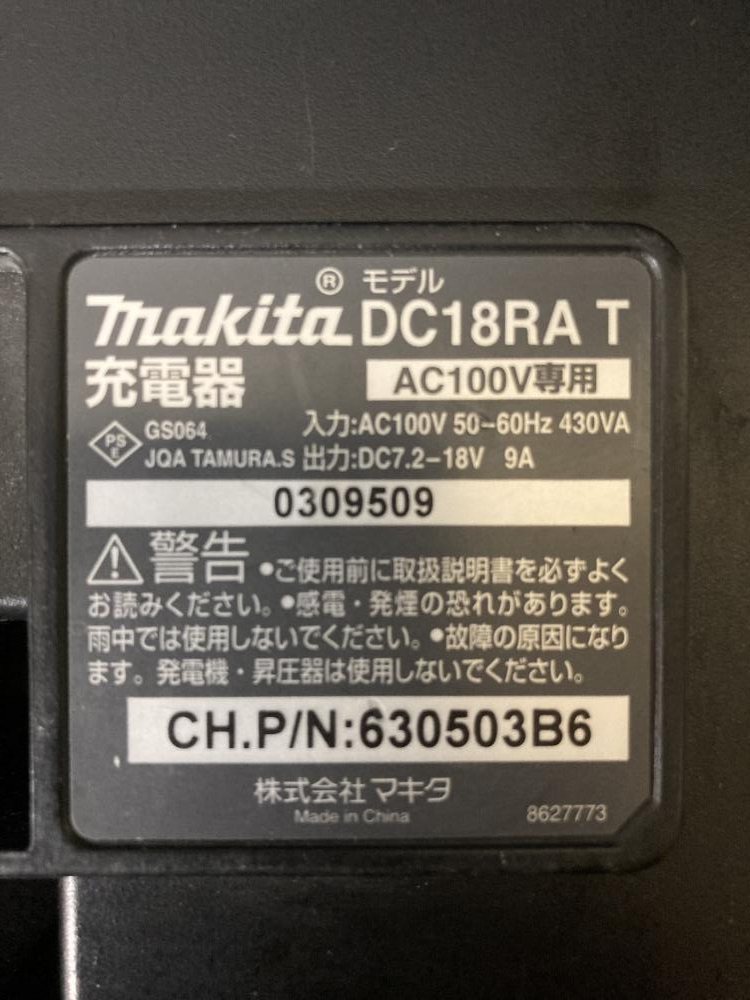 ® モデル
makita DC18RA T
充電器 AC100V専用
PSE GS064 入力:AC100V 50-60Hz 430VA
JQA TAMURA.S 出力:DC7.2-18V 9A
0309509
警告 •ご使用前に取扱説明書を必ずよく
お読みください。•感電・発煙の恐れがあります。
雨中では使用しないでください。•故障の原因になり
ます。発電機・昇圧器は使用しないでください。
CH.P/N:630503B6
株式会社マキタ
Made in China 8627773